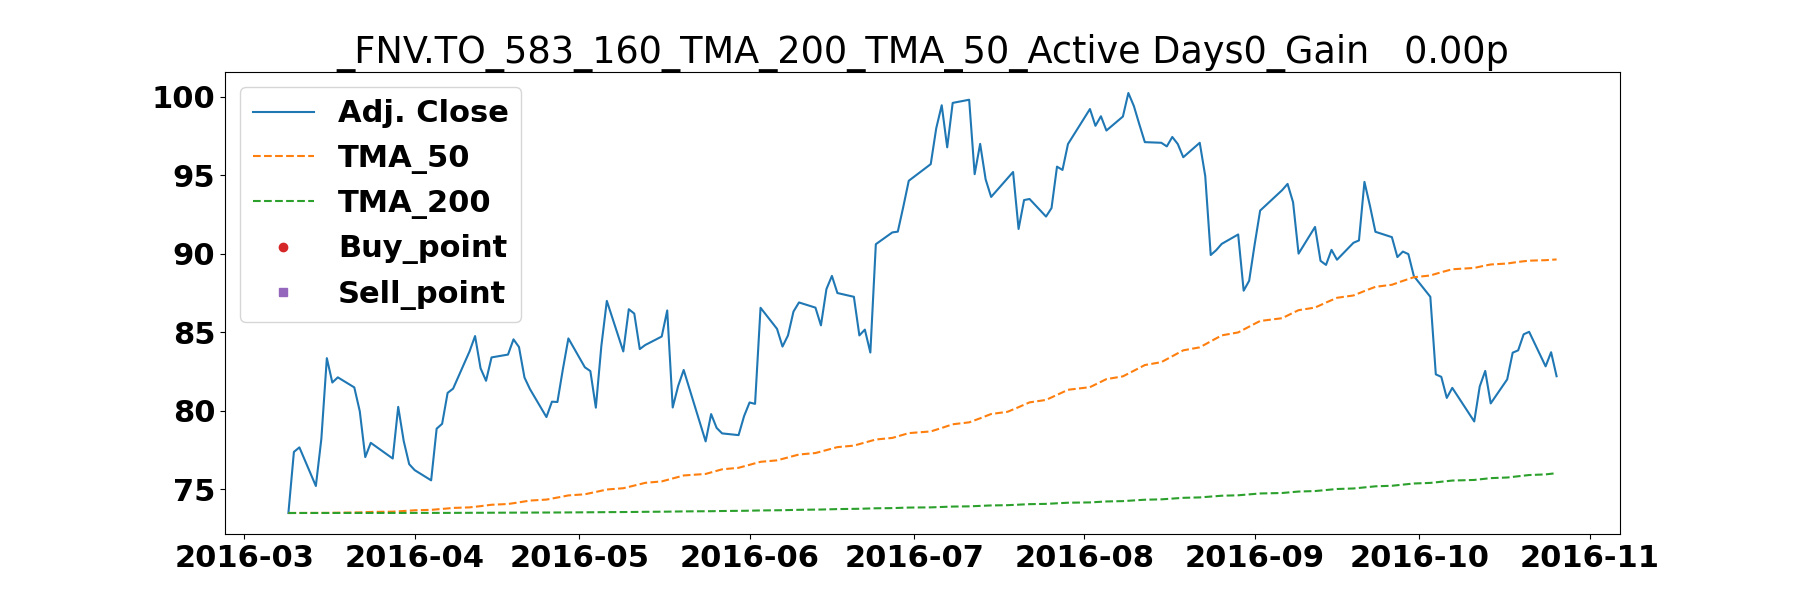 _FNV.TO_583_160_TMA_200_TMA_50_Active Days0_Gain   0.00p
Adj. Close
TMA_50
TMA_200
Buy_point
Sell_point
100
95
90
85
80
75
2016-03 2016-04 2016-05 2016-06 2016-07 2016-08 2016-09 2016-10 2016-11